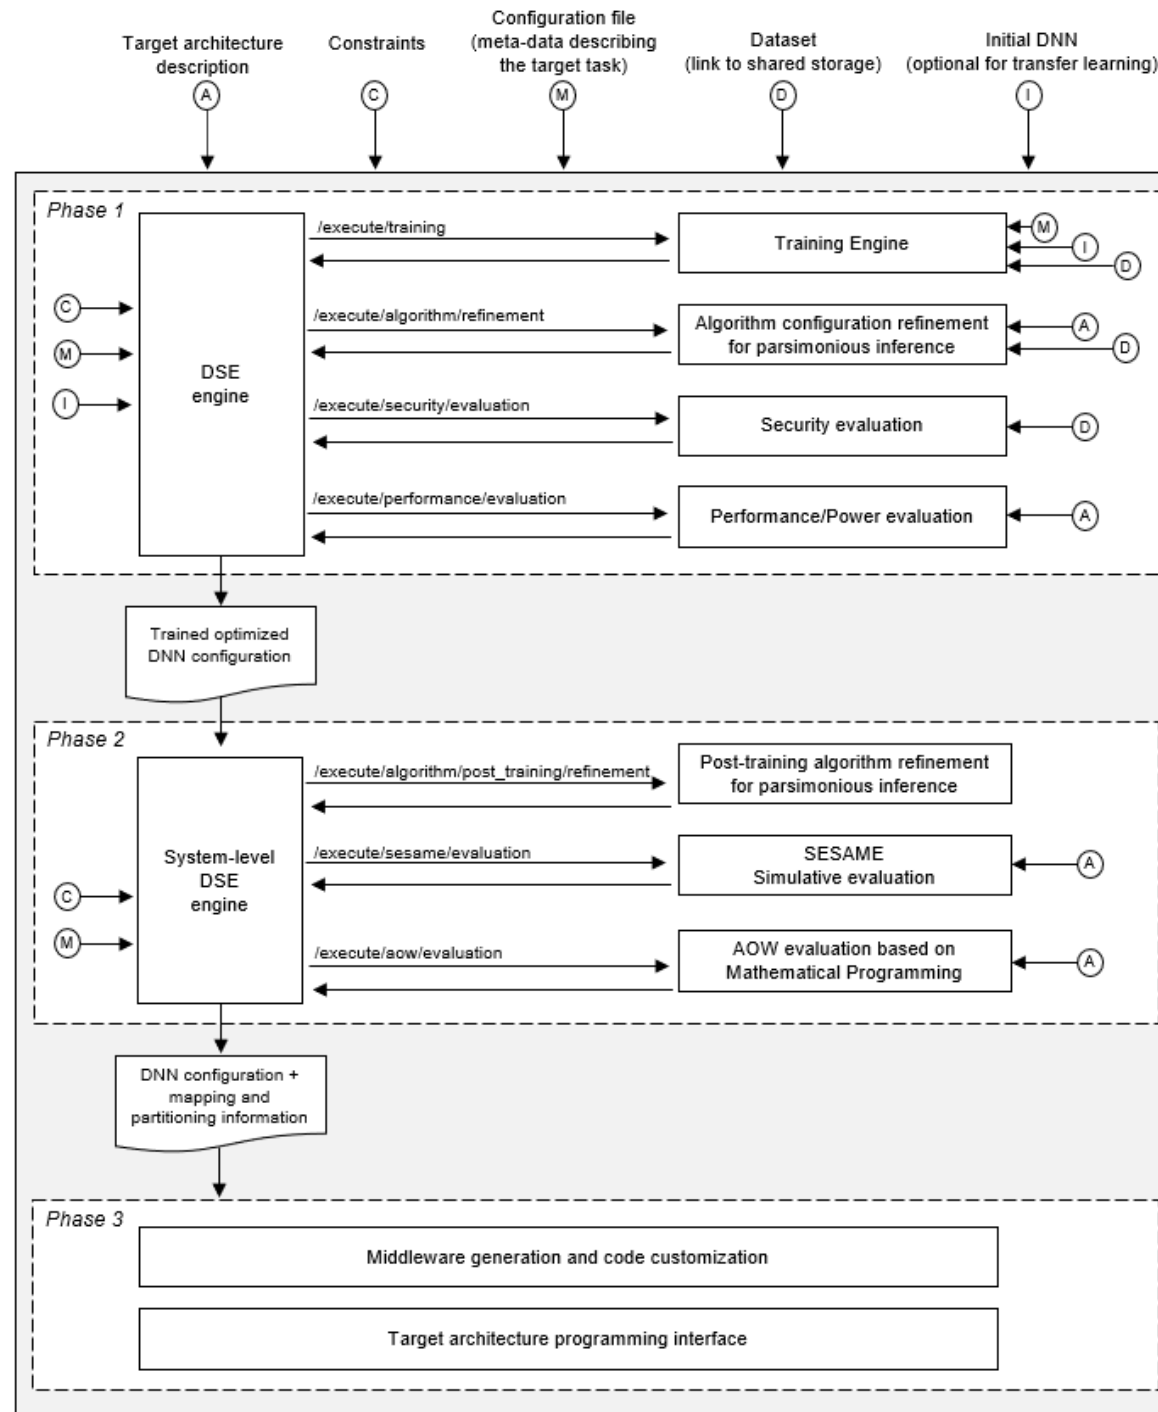 Target architecture
description
A
Constraints
C
Configuration file
(meta-data describing
the target task)
M
Dataset
(link to shared storage)
D
Initial DNN
(optional for transfer learning)
I
Phase 1
C
M
I
DSE
engine
/execute/training
Training Engine
M
I
D
/execute/algorithm/refinement
Algorithm configuration refinement
for parsimonious inference
A
D
/execute/security/evaluation
Security evaluation
D
/execute/performance/evaluation
Performance/Power evaluation
A
Trained optimized
DNN configuration
Phase 2
C
M
System-level
DSE
engine
/execute/algorithm/post_training/refinement
Post-training algorithm refinement
for parsimonious inference
/execute/sesame/evaluation
SESAME
Simulative evaluation
A
/execute/aow/evaluation
AOW evaluation based on
Mathematical Programming
A
DNN configuration +
mapping and
partitioning information
Phase 3
Middleware generation and code customization
Target architecture programming interface